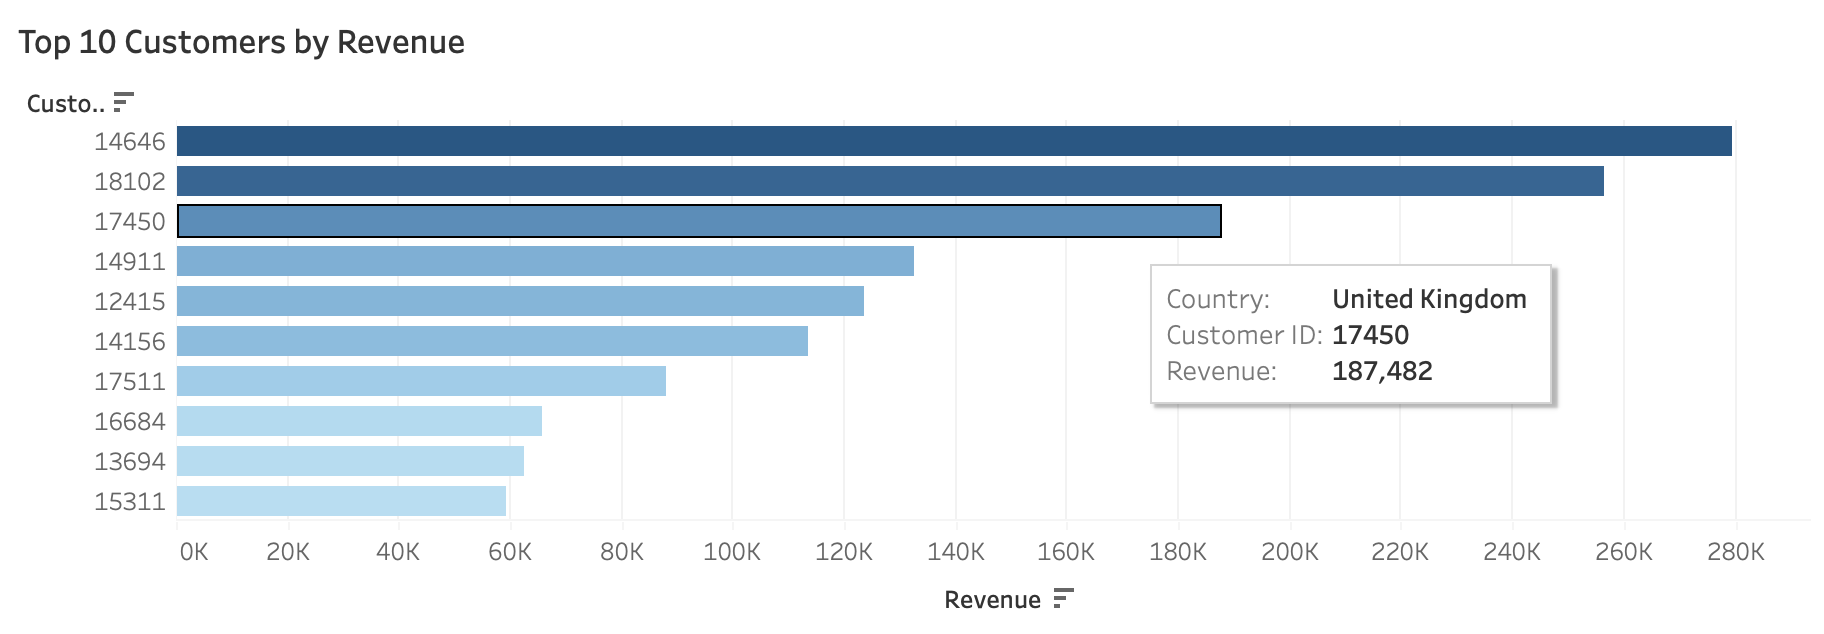 Top 10 Customers by Revenue
Custo..
14646
18102
17450
14911
12415
14156
17511
16684
13694
15311
Country: United Kingdom
Customer ID: 17450
Revenue: 187,482
0K 20K 40K 60K 80K 100K 120K 140K 160K 180K 200K 220K 240K 260K 280K
Revenue